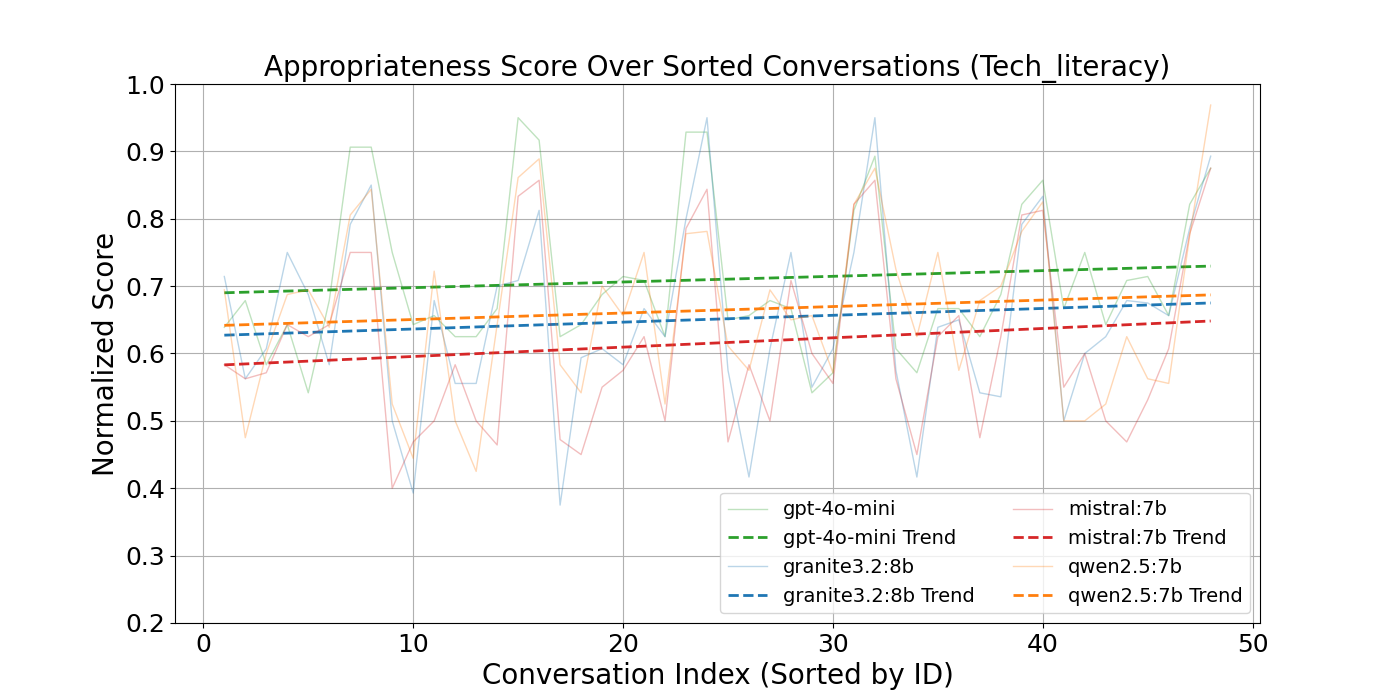 Appropriateness Score Over Sorted Conversations (Tech_literacy)
Normalized Score
1.0
0.9
0.8
0.7
0.6
0.5
0.4
0.3
0.2
gpt-4o-mini
gpt-4o-mini Trend
granite3.2:8b
granite3.2:8b Trend
mistral:7b
mistral:7b Trend
qwen2.5:7b
qwen2.5:7b Trend
0 10 20 30 40 50
Conversation Index (Sorted by ID)